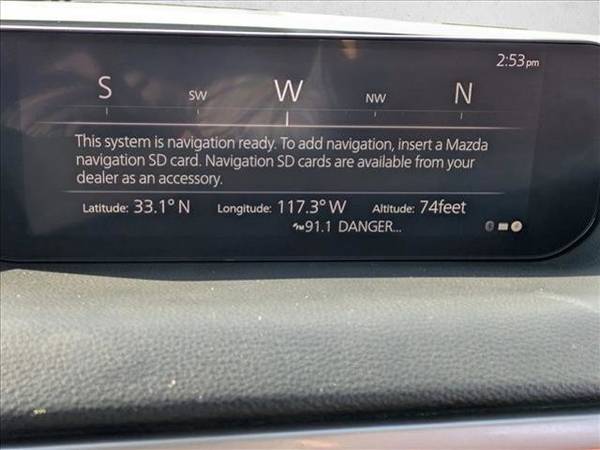 2:53pm
S SW W NW N
This system is navigation ready. To add navigation, insert a Mazda
navigation SD card. Navigation SD cards are available from your
dealer as an accessory.
Latitude: 33.1° N Longitude: 117.3° W Altitude: 74feet
91.1 DANGER...